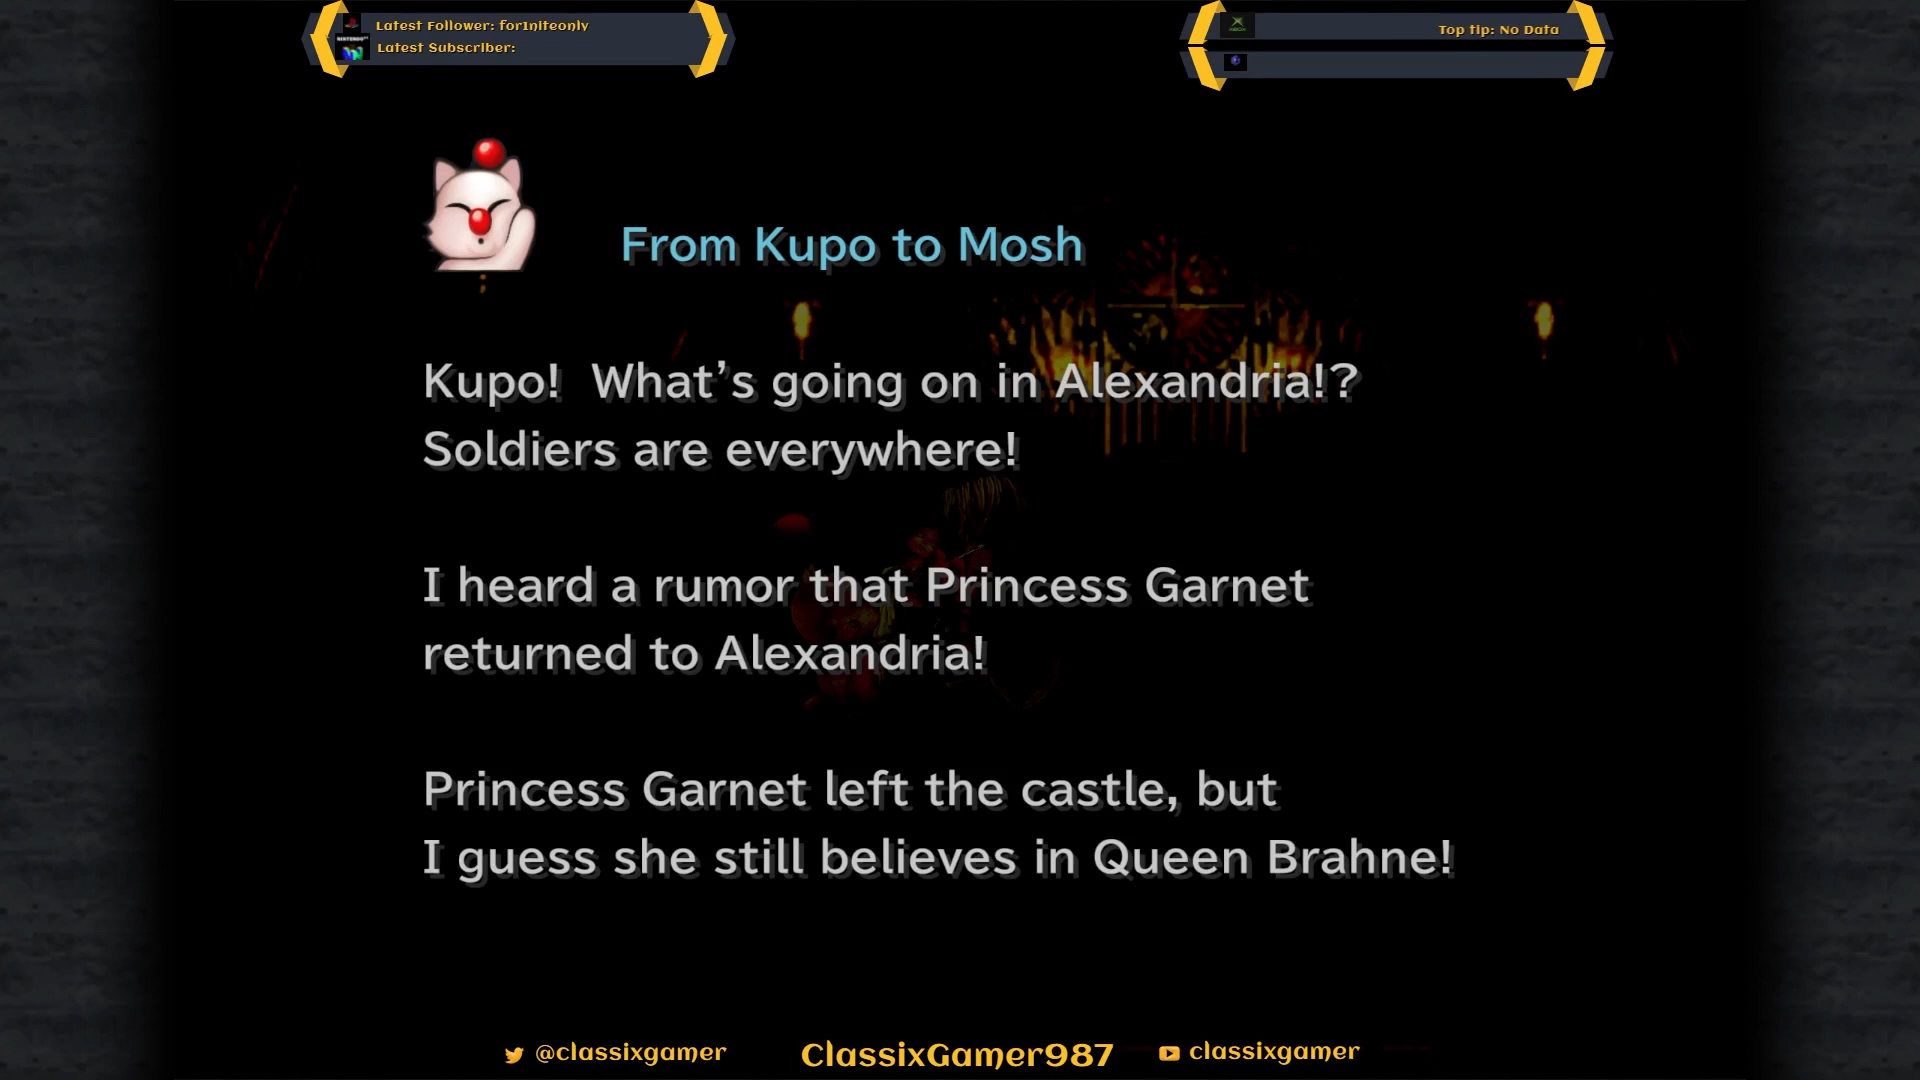 Latest Follower: for1niteonly
Latest Subscriber:
Top tip: No Data
From Kupo to Mosh
Kupo! What's going on in Alexandria!?
Soldiers are everywhere!
I heard a rumor that Princess Garnet
returned to Alexandria!
Princess Garnet left the castle, but
I guess she still believes in Queen Brahne!
@classixgamer
ClassixGamer987
classixgamer